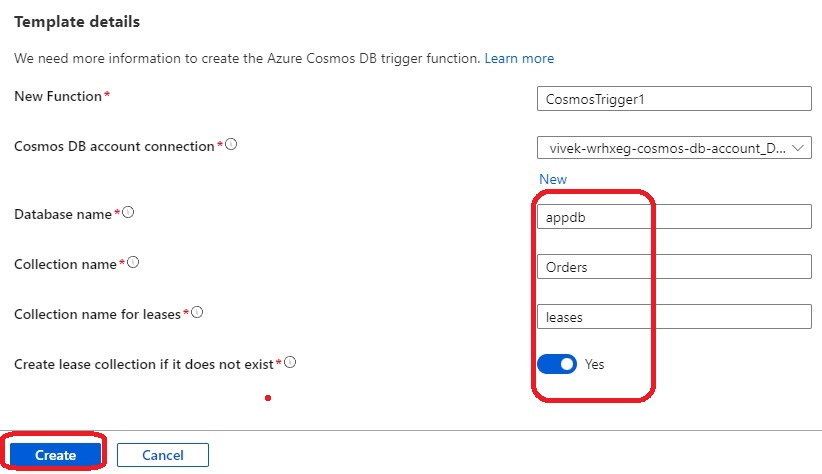 Template details
We need more information to create the Azure Cosmos DB trigger function. Learn more
New Function* CosmosTrigger1
Cosmos DB account connection* vivek-wrhxeg-cosmos-db-account_D...
New
Database name* appdb
Collection name* Orders
Collection name for leases* leases
Create lease collection if it does not exist* Yes
Create Cancel